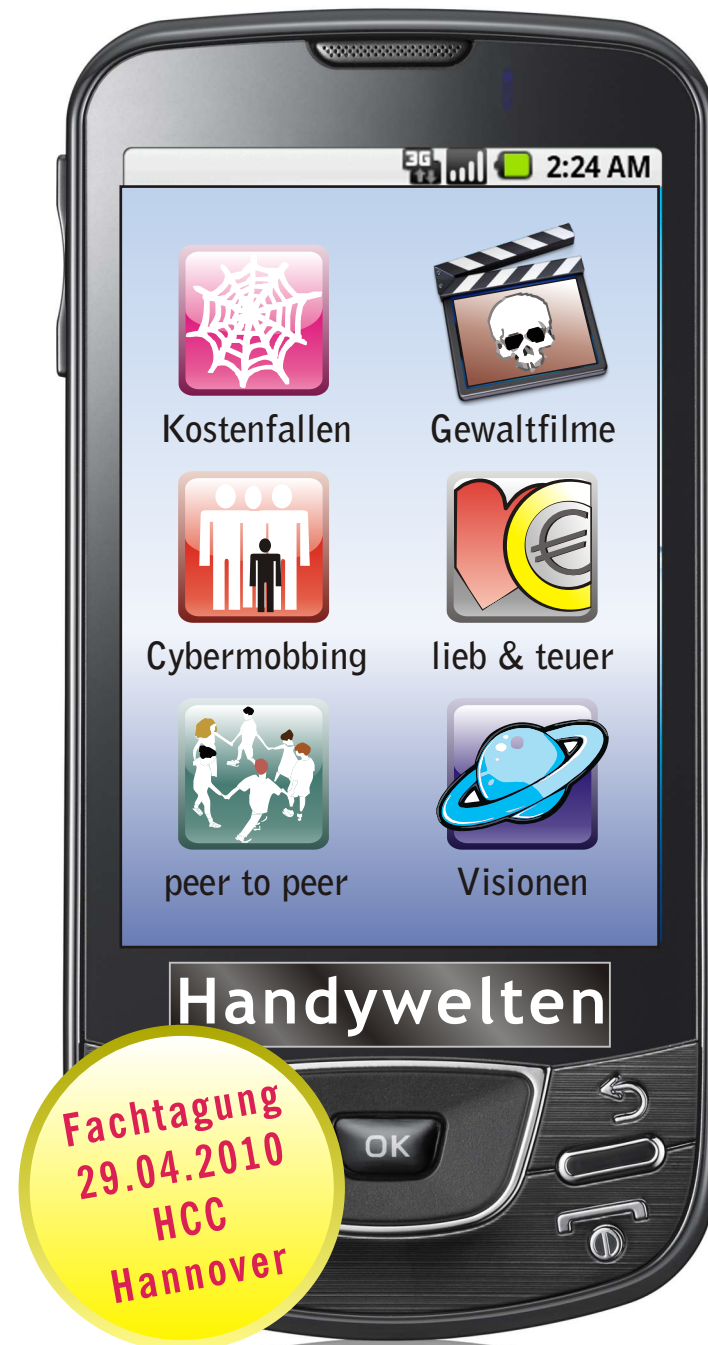 3G 2:24 AM
Kostenfallen Gewaltfilme
Cybermobbing lieb & teuer
€
peer to peer Visionen
Handywelten
OK
Fachtagung
29.04.2010
HCC
Hannover